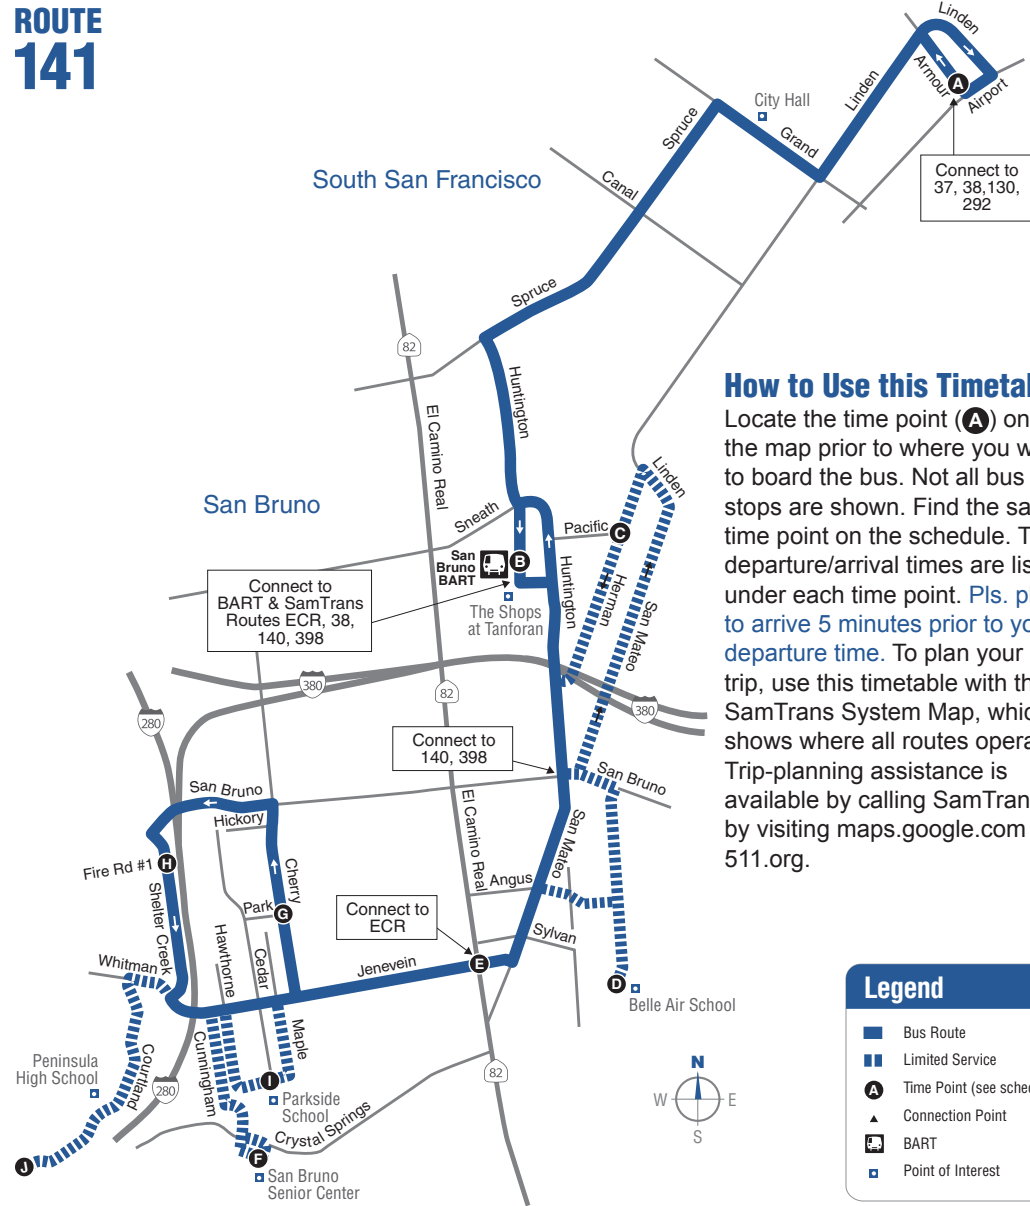 ROUTE
141
Linden
Armour
A
Airport
Linden
City Hall
Grand
Spruce
Connect to
37, 38,130,
292
South San Francisco
Canal
Spruce
82
Huntington
El Camino Real
How to Use this Timetal
Locate the time point (A) on
the map prior to where you w
to board the bus. Not all bus
stops are shown. Find the sa
time point on the schedule. T
departure/arrival times are lis
under each time point. Pls. p
to arrive 5 minutes prior to yo
departure time. To plan your
trip, use this timetable with th
SamTrans System Map, whic
shows where all routes opera
Trip-planning assistance is
available by calling SamTran
by visiting maps.google.com
511.org.
San Bruno
Linden
Sneath
Pacific
C
San
Bruno
BART
B
Huntington
Herman
San Mateo
The Shops
at Tanforan
Connect to
BART & SamTrans
Routes ECR, 38,
140, 398
380
280
82
380
Connect to
140, 398
San Bruno
San Bruno
Hickory
El Camino Real
San Mateo
Fire Rd #1
H
Cherry
Shelter Creek
Angus
Park
G
Connect to
ECR
Hawthorne
Cedar
Sylvan
Whitman
Jenevein
E
D
Belle Air School
Cunningham
Maple
Courtland
Peninsula
High School
280
I
Parkside
School
82
Crystal Springs
J
F
San Bruno
Senior Center
N
W
E
S
Legend
Bus Route
Limited Service
A
Time Point (see sche
Connection Point
BART
Point of Interest